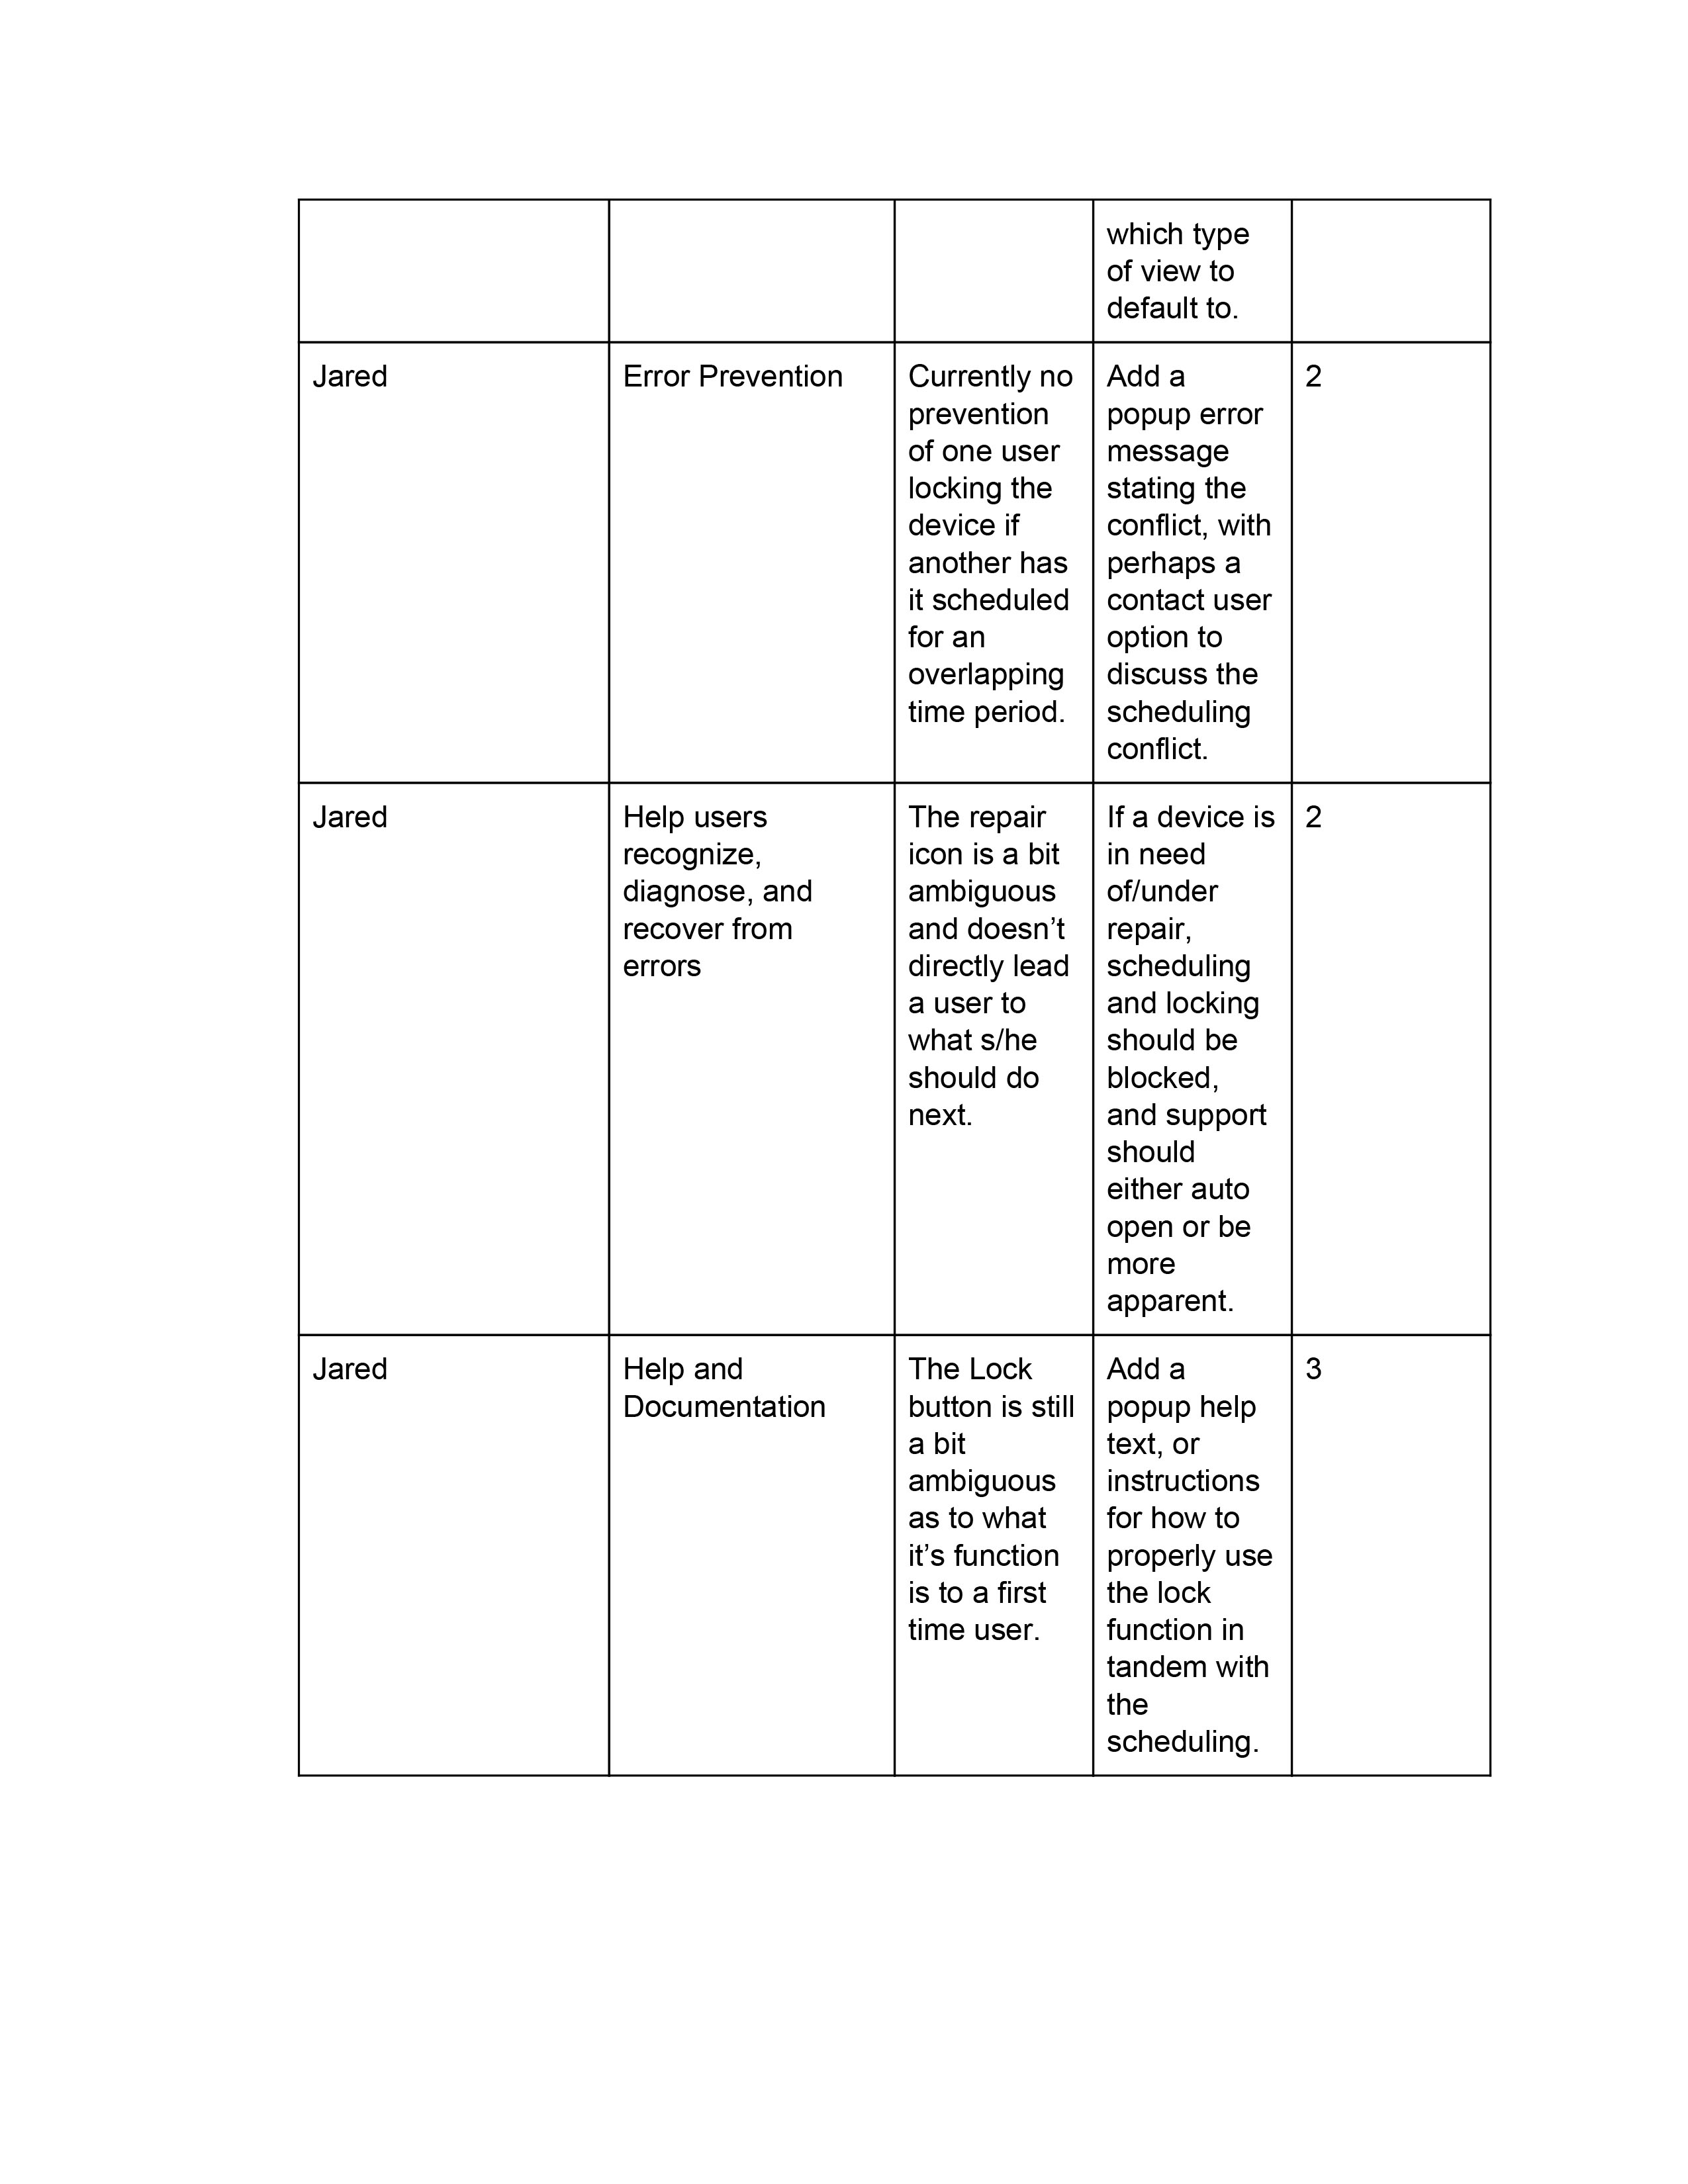 which type
of view to
default to.
Jared
Error Prevention
Currently no
prevention
of one user
locking the
device if
another has
it scheduled
for an
overlapping
time period.
Add a
popup error
message
stating the
conflict, with
perhaps a
contact user
option to
discuss the
scheduling
conflict.
2
Jared
Help users
recognize,
diagnose, and
recover from
errors
The repair
icon is a bit
ambiguous
and doesn’t
directly lead
a user to
what s/he
should do
next.
If a device is
in need
of/under
repair,
scheduling
and locking
should be
blocked,
and support
should
either auto
open or be
more
apparent.
2
Jared
Help and
Documentation
The Lock
button is still
a bit
ambiguous
as to what
it’s function
is to a first
time user.
Add a
popup help
text, or
instructions
for how to
properly use
the lock
function in
tandem with
the
scheduling.
3